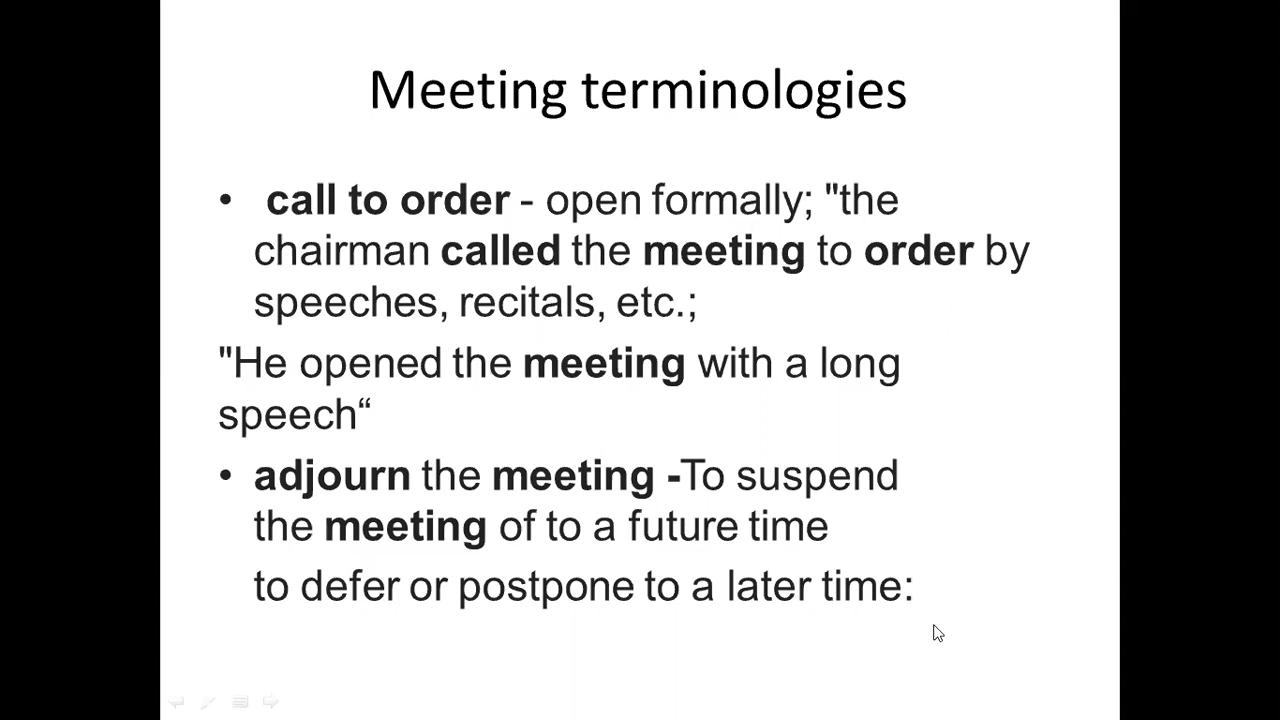 Meeting terminologies
• call to order - open formally; "the
chairman called the meeting to order by
speeches, recitals, etc.;
"He opened the meeting with a long
speech“
• adjourn the meeting -To suspend
the meeting of to a future time
to defer or postpone to a later time: